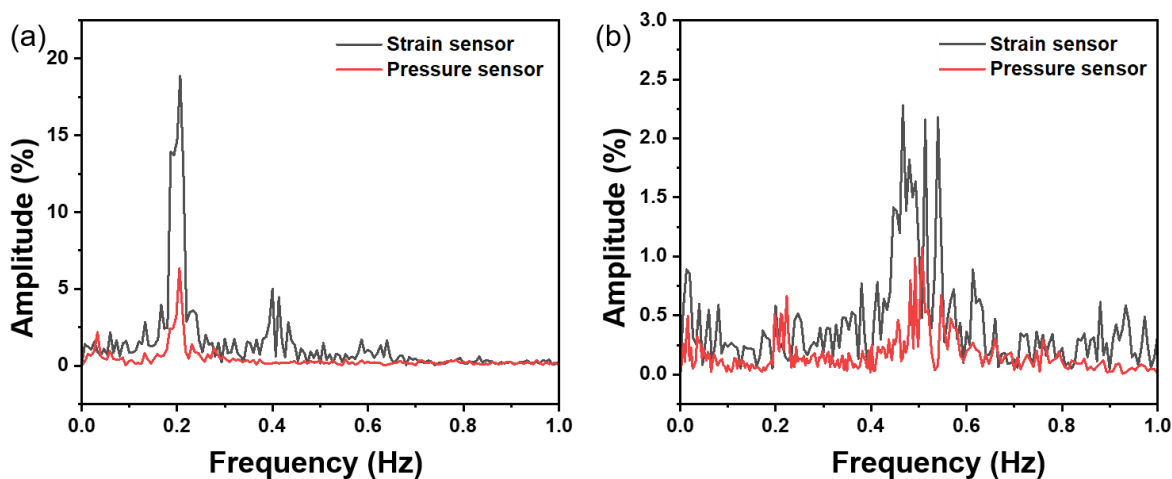 (a)
Strain sensor
Pressure sensor
20
15
10
5
0
Amplitude (%)
0.0 0.2 0.4 0.6 0.8 1.0
Frequency (Hz)
(b)
Strain sensor
Pressure sensor
3.0
2.5
2.0
1.5
1.0
0.5
0.0
Amplitude (%)
0.0 0.2 0.4 0.6 0.8 1.0
Frequency (Hz)